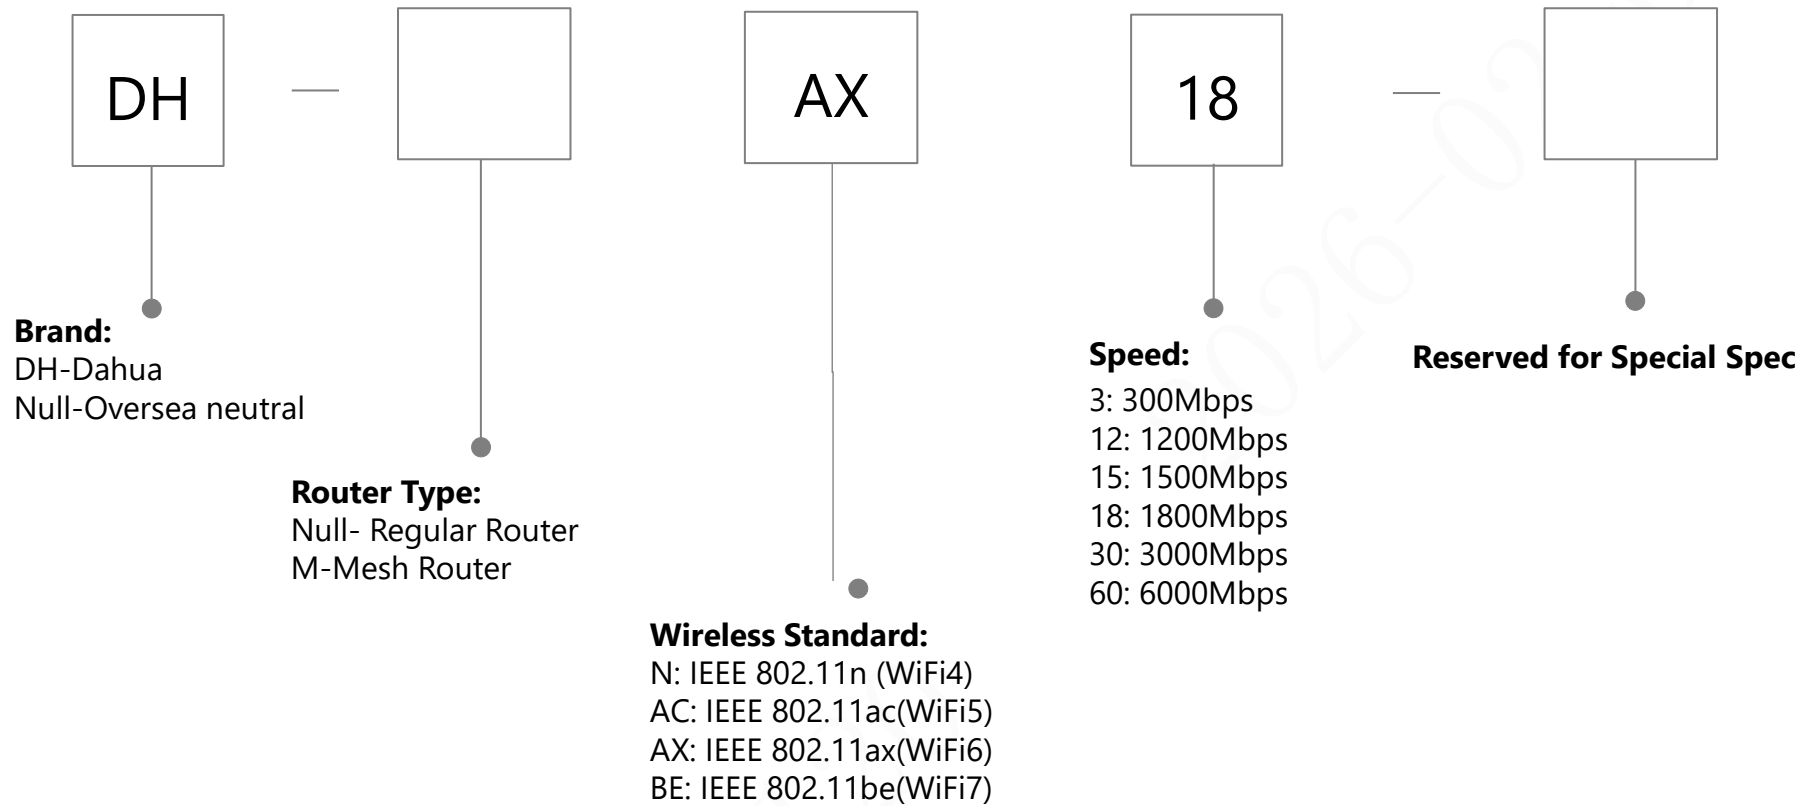 DH — AX 18 —
Brand:
DH-Dahua
Null-Oversea neutral
Router Type:
Null- Regular Router
M-Mesh Router
Wireless Standard:
N: IEEE 802.11n (WiFi4)
AC: IEEE 802.11ac(WiFi5)
AX: IEEE 802.11ax(WiFi6)
BE: IEEE 802.11be(WiFi7)
Speed:
3: 300Mbps
12: 1200Mbps
15: 1500Mbps
18: 1800Mbps
30: 3000Mbps
60: 6000Mbps
Reserved for Special Spec